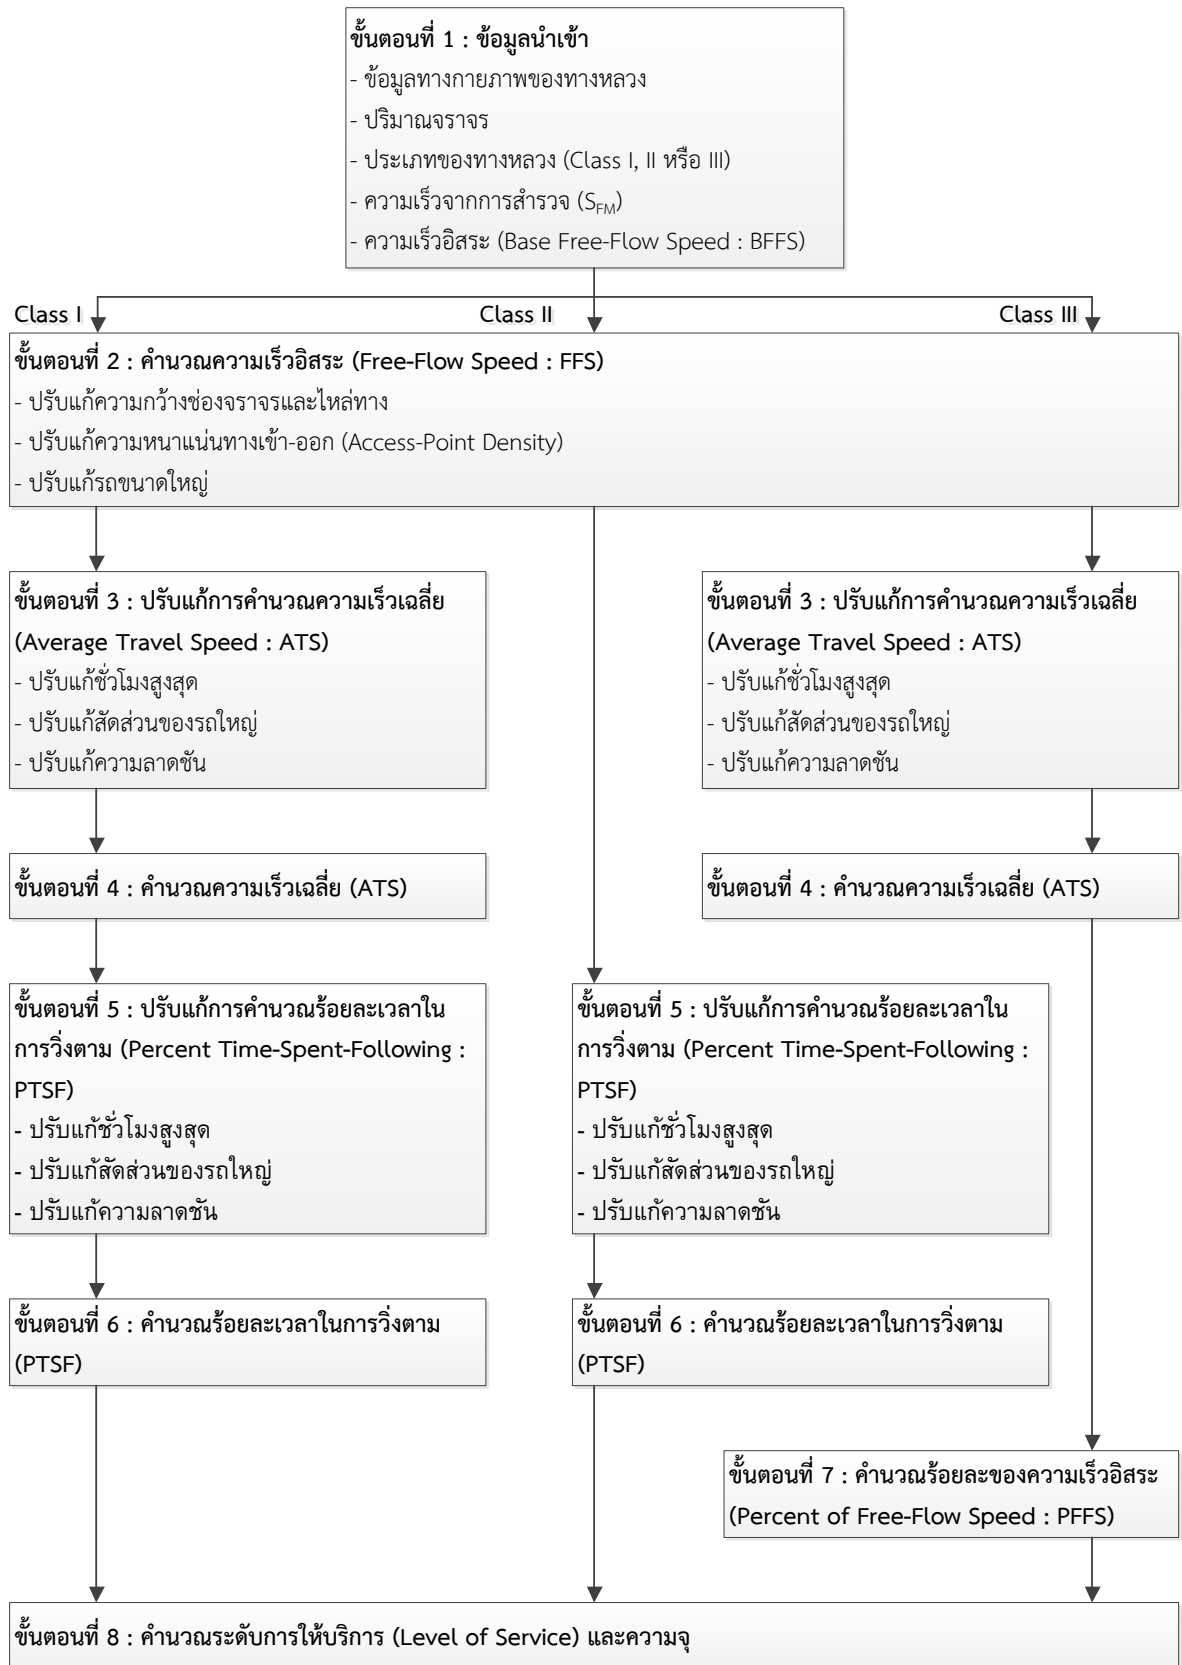 ขั้นตอนที่ 1 : ข้อมูลนำเข้า
- ข้อมูลทางกายภาพของทางหลวง
- ปริมาณจราจร
- ประเภทของทางหลวง (Class I, II หรือ III)
- ความเร็วจากการสำรวจ (SFM)
- ความเร็วอิสระ (Base Free-Flow Speed : BFFS)
Class I
Class II
Class III
ขั้นตอนที่ 2 : คำนวณความเร็วอิสระ (Free-Flow Speed : FFS)
- ปรับแก้ความกว้างช่องจราจรและไหล่ทาง
- ปรับแก้ความหนาแน่นทางเข้า-ออก (Access-Point Density)
- ปรับแก้รถขนาดใหญ่
ขั้นตอนที่ 3 : ปรับแก้การคำนวณความเร็วเฉลี่ย
(Average Travel Speed : ATS)
- ปรับแก้ชั่วโมงสูงสุด
- ปรับแก้สัดส่วนของรถใหญ่
- ปรับแก้ความลาดชัน
ขั้นตอนที่ 3 : ปรับแก้การคำนวณความเร็วเฉลี่ย
(Average Travel Speed : ATS)
- ปรับแก้ชั่วโมงสูงสุด
- ปรับแก้สัดส่วนของรถใหญ่
- ปรับแก้ความลาดชัน
ขั้นตอนที่ 4 : คำนวณความเร็วเฉลี่ย (ATS)
ขั้นตอนที่ 4 : คำนวณความเร็วเฉลี่ย (ATS)
ขั้นตอนที่ 5 : ปรับแก้การคำนวณร้อยละเวลาใน
การวิ่งตาม (Percent Time-Spent-Following :
PTSF)
- ปรับแก้ชั่วโมงสูงสุด
- ปรับแก้สัดส่วนของรถใหญ่
- ปรับแก้ความลาดชัน
ขั้นตอนที่ 5 : ปรับแก้การคำนวณร้อยละเวลาใน
การวิ่งตาม (Percent Time-Spent-Following :
PTSF)
- ปรับแก้ชั่วโมงสูงสุด
- ปรับแก้สัดส่วนของรถใหญ่
- ปรับแก้ความลาดชัน
ขั้นตอนที่ 6 : คำนวณร้อยละเวลาในการวิ่งตาม
(PTSF)
ขั้นตอนที่ 6 : คำนวณร้อยละเวลาในการวิ่งตาม
(PTSF)
ขั้นตอนที่ 7 : คำนวณร้อยละของความเร็วอิสระ
(Percent of Free-Flow Speed : PFFS)
ขั้นตอนที่ 8 : คำนวณระดับการให้บริการ (Level of Service) และความจุ